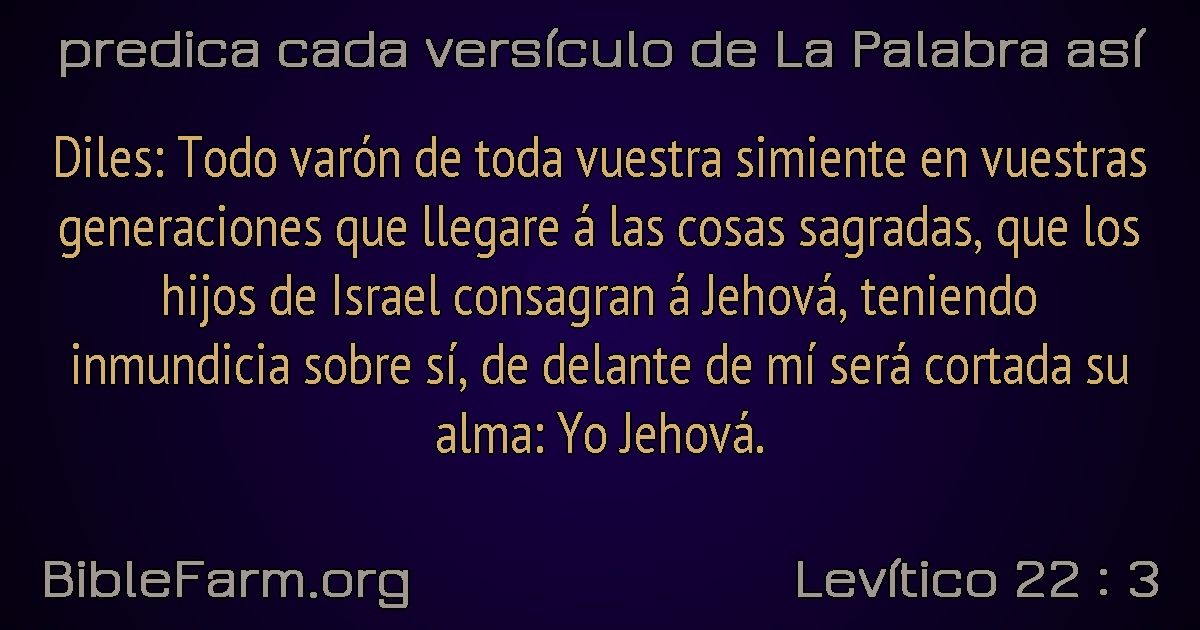 predica cada versículo de La Palabra así
Diles: Todo varón de toda vuestra simiente en vuestras
generaciones que llegare á las cosas sagradas, que los
hijos de Israel consagran á Jehová, teniendo
inmundicia sobre sí, de delante de mí será cortada su
alma: Yo Jehová.
BibleFarm.org
Levítico 22 : 3